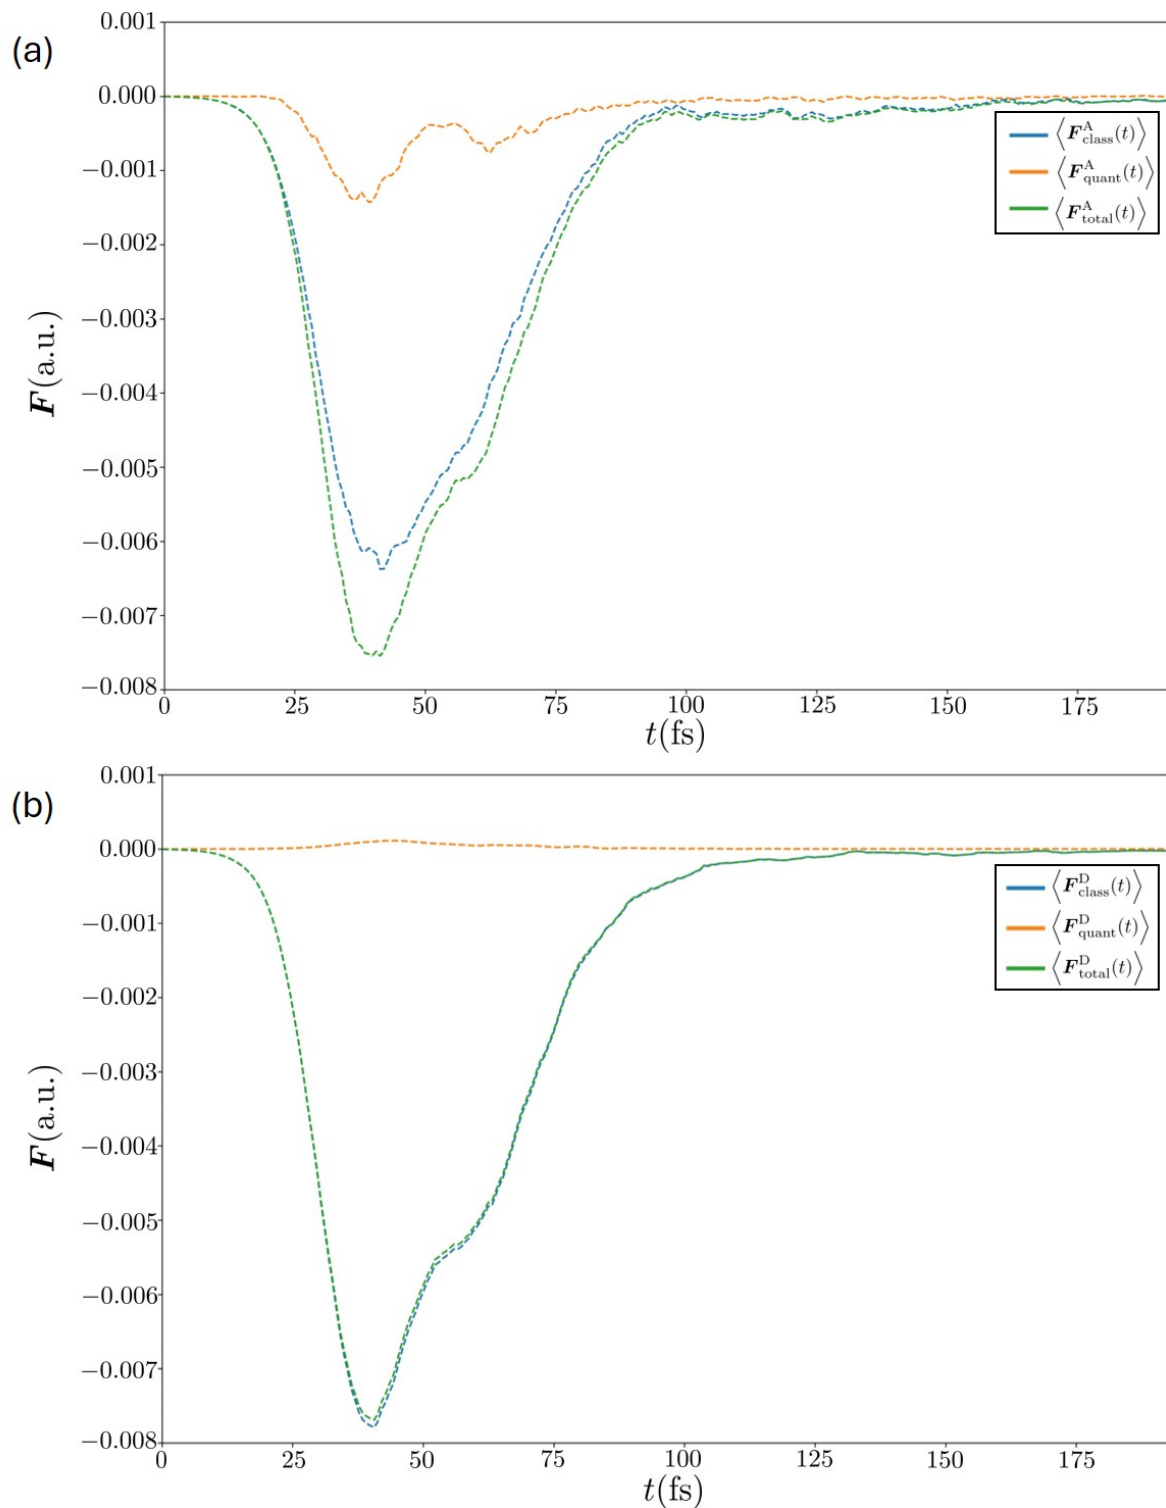 (a)
0.001
0.000
−0.001
−0.002
−0.003
−0.004
−0.005
−0.006
−0.007
−0.008
F(a.u.)
⟨F^A_class(t)⟩
⟨F^A_quant(t)⟩
⟨F^A_total(t)⟩
0 25 50 75 100 125 150 175
t(fs)
(b)
0.001
0.000
−0.001
−0.002
−0.003
−0.004
−0.005
−0.006
−0.007
−0.008
F(a.u.)
⟨F^D_class(t)⟩
⟨F^D_quant(t)⟩
⟨F^D_total(t)⟩
0 25 50 75 100 125 150 175
t(fs)